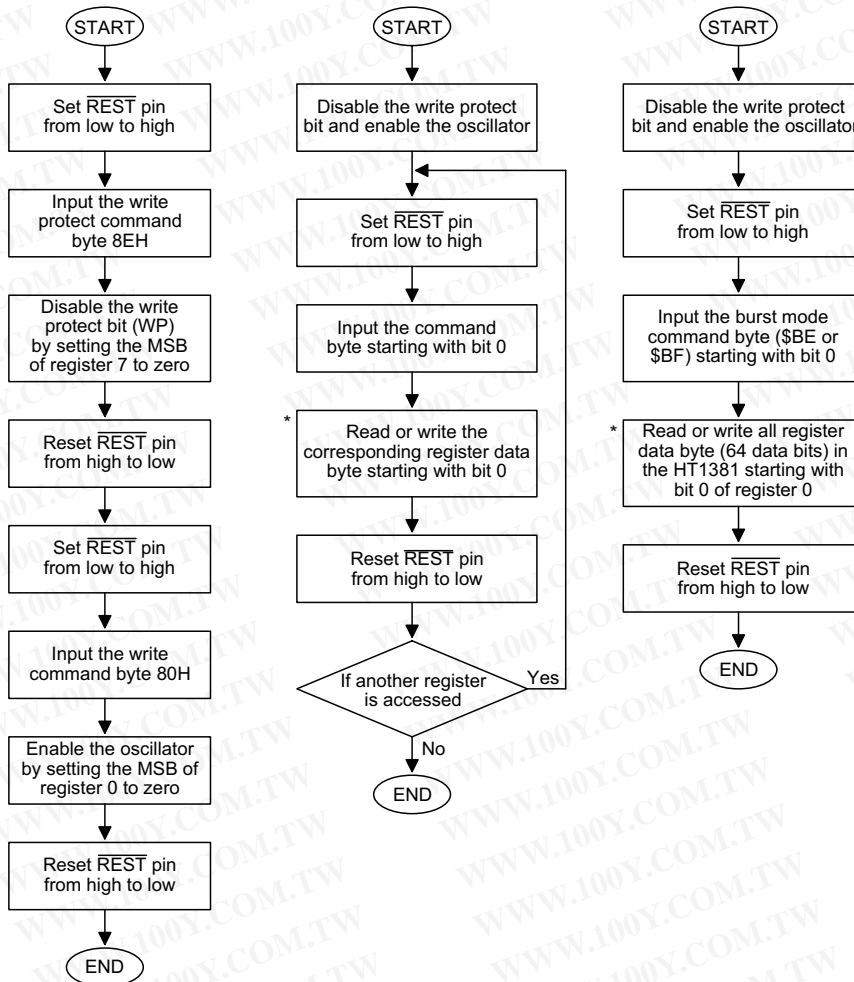 START
Set REST pin
from low to high
Input the write
protect command
byte 8EH
Disable the write
protect bit (WP)
by setting the MSB
of register 7 to zero
Reset REST pin
from high to low
Set REST pin
from low to high
Input the write
command byte 80H
Enable the oscillator
by setting the MSB of
register 0 to zero
Reset REST pin
from high to low
END
START
Disable the write protect
bit and enable the oscillator
Set REST pin
from low to high
Input the command
byte starting with bit 0
*
Read or write the
corresponding register data
byte starting with bit 0
Reset REST pin
from high to low
If another register
is accessed
Yes
No
END
START
Disable the write protect
bit and enable the oscillator
Set REST pin
from low to high
Input the burst mode
command byte ($BE or
$BF) starting with bit 0
*
Read or write all register
data byte (64 data bits) in
the HT1381 starting with
bit 0 of register 0
Reset REST pin
from high to low
END
WWW.100Y.COM.TW